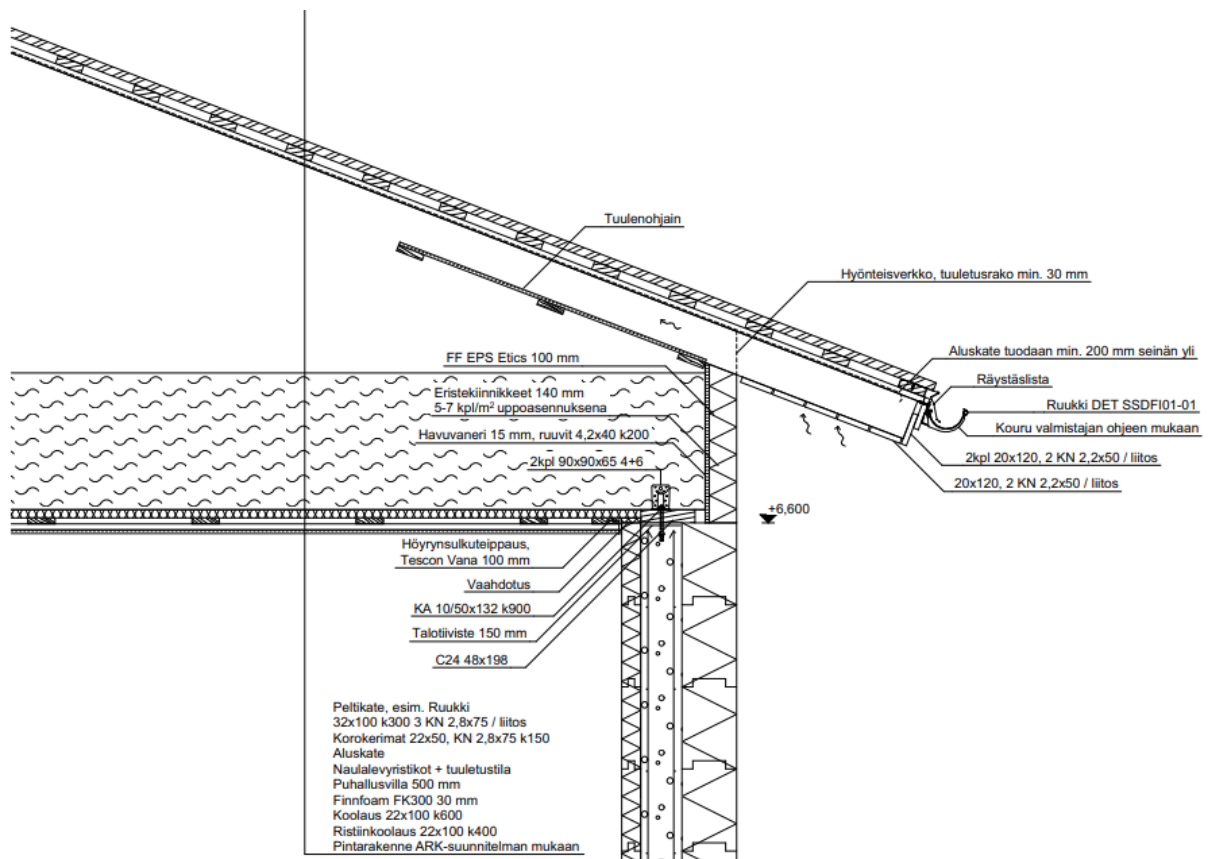 Tuulenohjain
Hyönteisverkko, tuuletusrako min. 30 mm
FF EPS Etics 100 mm
Aluskate tuodaan min. 200 mm seinän yli
Räystäslista
Eristekiinnikkeet 140 mm
5-7 kpl/m² uppoasennuksena
Ruukki DET SSDFI01-01
Kouru valmistajan ohjeen mukaan
Havuvaneri 15 mm, ruuvit 4,2x40 k200
2kpl 90x90x65 4+6
2kpl 20x120, 2 KN 2,2x50 / liitos
20x120, 2 KN 2,2x50 / liitos
+6,600
Höyrynsulkuteippaus,
Tescon Vana 100 mm
Vaahdotus
KA 10/50x132 k900
Talotiiviste 150 mm
C24 48x198
Peltikate, esim. Ruukki
32x100 k300 3 KN 2,8x75 / liitos
Korokerimat 22x50, KN 2,8x75 k150
Aluskate
Naulalevyristikot + tuuletustila
Puhallusvilla 500 mm
Finnfoam FK300 30 mm
Koolaus 22x100 k600
Ristiinkoolaus 22x100 k400
Pintarakenne ARK-suunnitelman mukaan